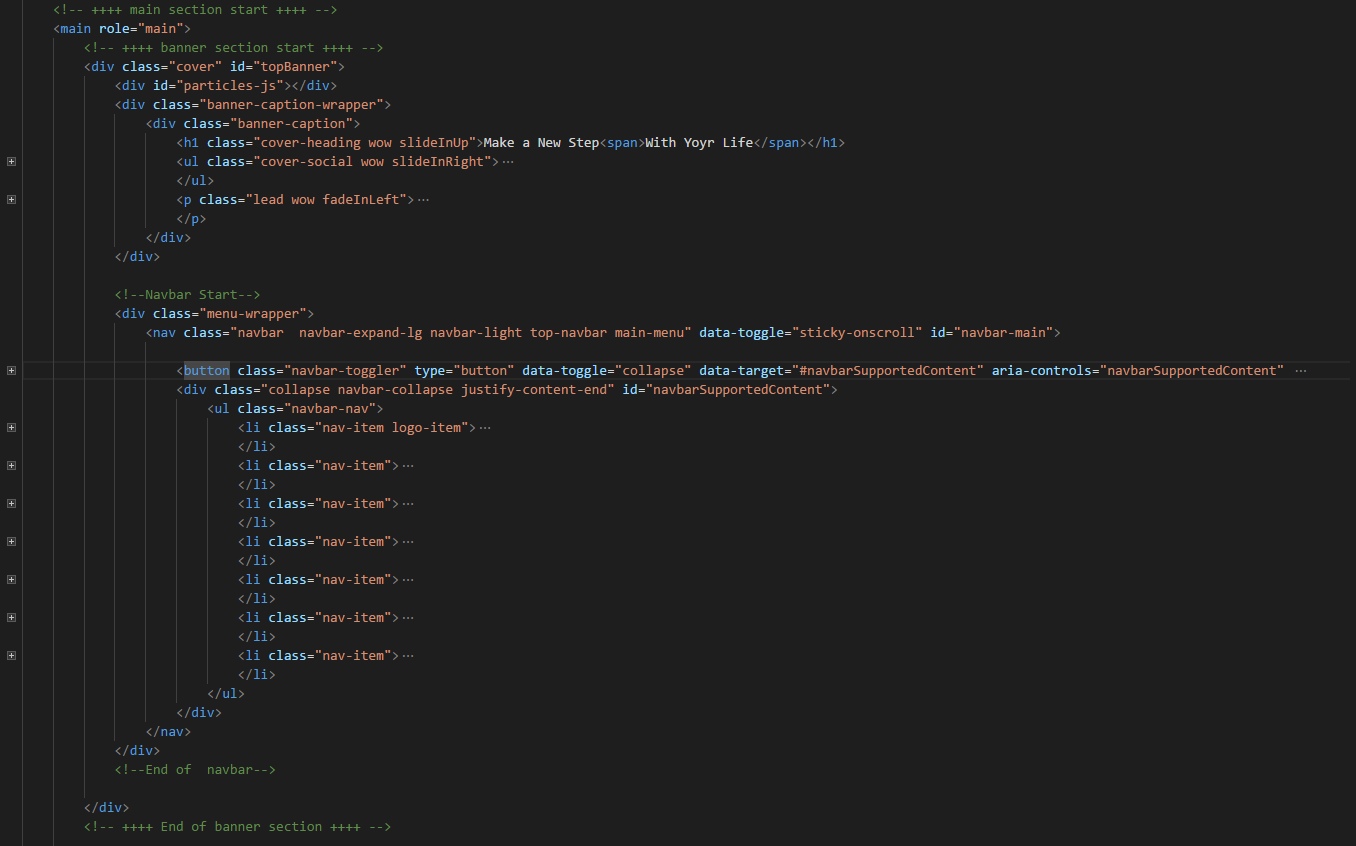 <!-- ++++ main section start ++++ -->
<main role="main">
<!-- ++++ banner section start ++++ -->
<div class="cover" id="topBanner">
<div id="particles-js"></div>
<div class="banner-caption-wrapper">
<div class="banner-caption">
<h1 class="cover-heading wow slideInUp">Make a New Step<span>With Yoyr Life</span></h1>
<ul class="cover-social wow slideInRight">···
</ul>
<p class="lead wow fadeInLeft">···
</p>
</div>
</div>
<!--Navbar Start-->
<div class="menu-wrapper">
<nav class="navbar  navbar-expand-lg navbar-light top-navbar main-menu" data-toggle="sticky-onscroll" id="navbar-main">
<button class="navbar-toggler" type="button" data-toggle="collapse" data-target="#navbarSupportedContent" aria-controls="navbarSupportedContent" ···
<div class="collapse navbar-collapse justify-content-end" id="navbarSupportedContent">
<ul class="navbar-nav">
<li class="nav-item logo-item">···
</li>
<li class="nav-item">···
</li>
<li class="nav-item">···
</li>
<li class="nav-item">···
</li>
<li class="nav-item">···
</li>
<li class="nav-item">···
</li>
<li class="nav-item">···
</li>
</ul>
</div>
</nav>
</div>
<!--End of  navbar-->
</div>
<!-- ++++ End of banner section ++++ -->